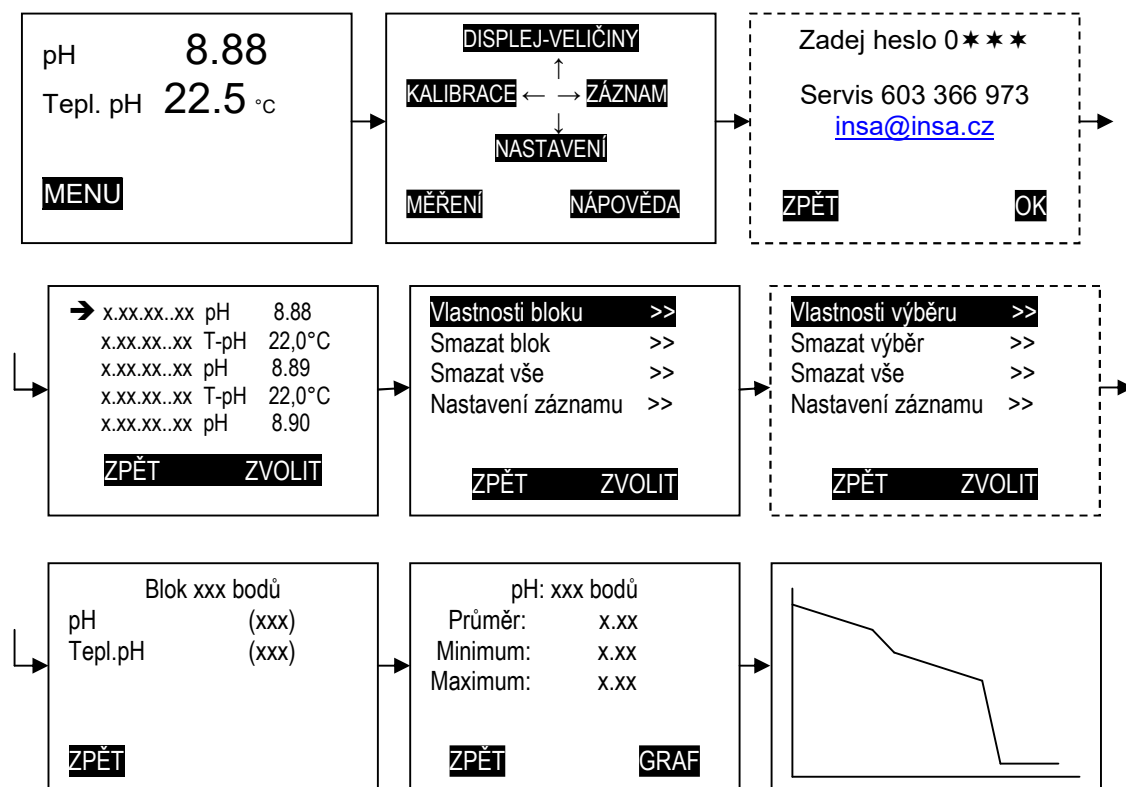 pH 8.88
Tepl. pH 22.5 °C
MENU
DISPLEJ-VELIČINY
↑
KALIBRACE ← → ZÁZNAM
↓
NASTAVENÍ
MĚŘENÍ NÁPOVĚDA
Zadej heslo 0✶✶✶
Servis 603 366 973
insa@insa.cz
ZPĚT OK
➔ x.xx.xx..xx pH 8.88
x.xx.xx..xx T-pH 22,0°C
x.xx.xx..xx pH 8.89
x.xx.xx..xx T-pH 22,0°C
x.xx.xx..xx pH 8.90
ZPĚT ZVOLIT
Vlastnosti bloku >>
Smazat blok >>
Smazat vše >>
Nastavení záznamu >>
ZPĚT ZVOLIT
Vlastnosti výběru >>
Smazat výběr >>
Smazat vše >>
Nastavení záznamu >>
ZPĚT ZVOLIT
Blok xxx bodů
pH (xxx)
Tepl.pH (xxx)
ZPĚT
pH: xxx bodů
Průměr: x.xx
Minimum: x.xx
Maximum: x.xx
ZPĚT GRAF